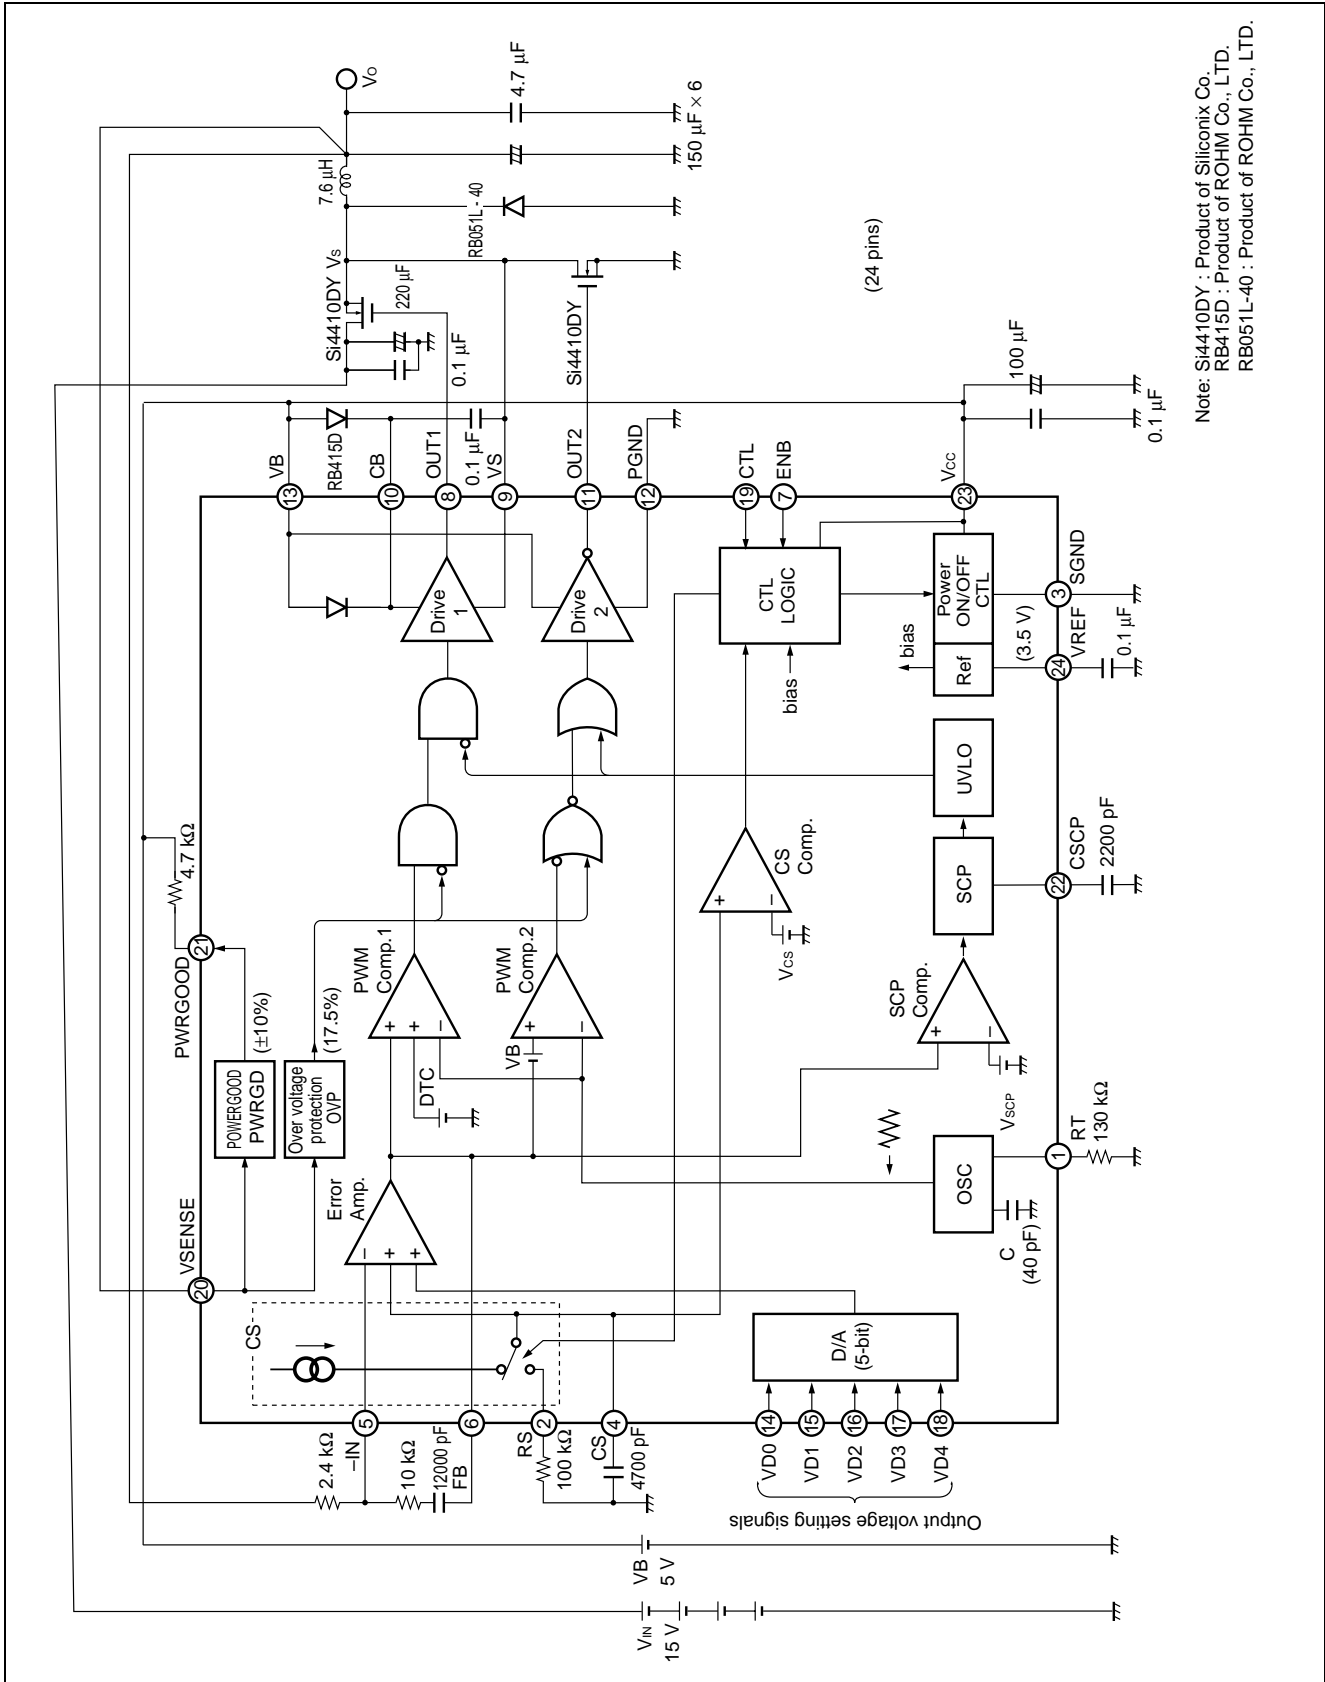 Vo
4.7 µF
150 µF × 6
7.6 µH
RB051L - 40
Vs
Si4410DY
220 µF
0.1 µF
Si4410DY
(24 pins)
100 µF
0.1 µF
Note: Si4410DY : Product of Siliconix Co.
RB415D : Product of ROHM Co., LTD.
RB051L-40 : Product of ROHM Co., LTD.
VB
RB415D
CB
OUT1
0.1 µF
VS
OUT2
PGND
CTL
ENB
VCC
13
10
8
9
11
12
19
7
23
Drive
1
Drive
2
CTL
LOGIC
Power
ON/OFF
CTL
SGND
3
bias
bias
Ref
(3.5 V)
VREF
24
0.1 µF
UVLO
4.7 kΩ
PWRGOOD
21
CS
Comp.
VCS
SCP
CSCP
22
2200 pF
PWM
Comp.1
+
+
−
PWM
Comp.2
+
−
+
−
SCP
Comp.
+
−
VSCP
(±10%)
(17.5%)
POWERGOOD
PWRGD
Over voltage
protection
OVP
DTC
VB
RT
1
130 kΩ
OSC
C
(40 pF)
VSENSE
20
Error
Amp.
−
+
+
CS
D/A
(5-bit)
5
6
2
4
14
15
16
17
18
2.4 kΩ
−IN
10 kΩ
12000 pF
FB
RS
100 kΩ
CS
4700 pF
VD0
VD1
VD2
VD3
VD4
Output voltage setting signals
VB
5 V
VIN
15 V